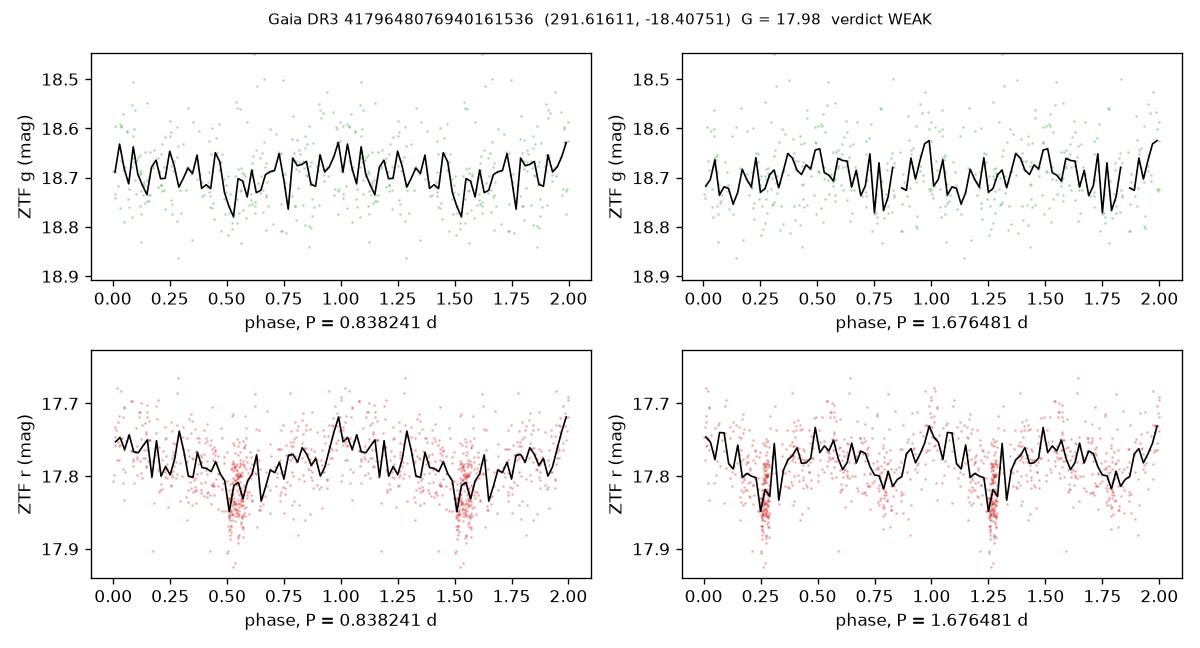 Gaia DR3 4179648076940161536 (291.61611, -18.40751) G = 17.98 verdict WEAK
ZTF g (mag)
18.5
18.6
18.7
18.8
18.9
0.00 0.25 0.50 0.75 1.00 1.25 1.50 1.75 2.00
phase, P = 0.838241 d
ZTF g (mag)
18.5
18.6
18.7
18.8
18.9
0.00 0.25 0.50 0.75 1.00 1.25 1.50 1.75 2.00
phase, P = 1.676481 d
ZTF r (mag)
17.7
17.8
17.9
0.00 0.25 0.50 0.75 1.00 1.25 1.50 1.75 2.00
phase, P = 0.838241 d
ZTF r (mag)
17.7
17.8
17.9
0.00 0.25 0.50 0.75 1.00 1.25 1.50 1.75 2.00
phase, P = 1.676481 d